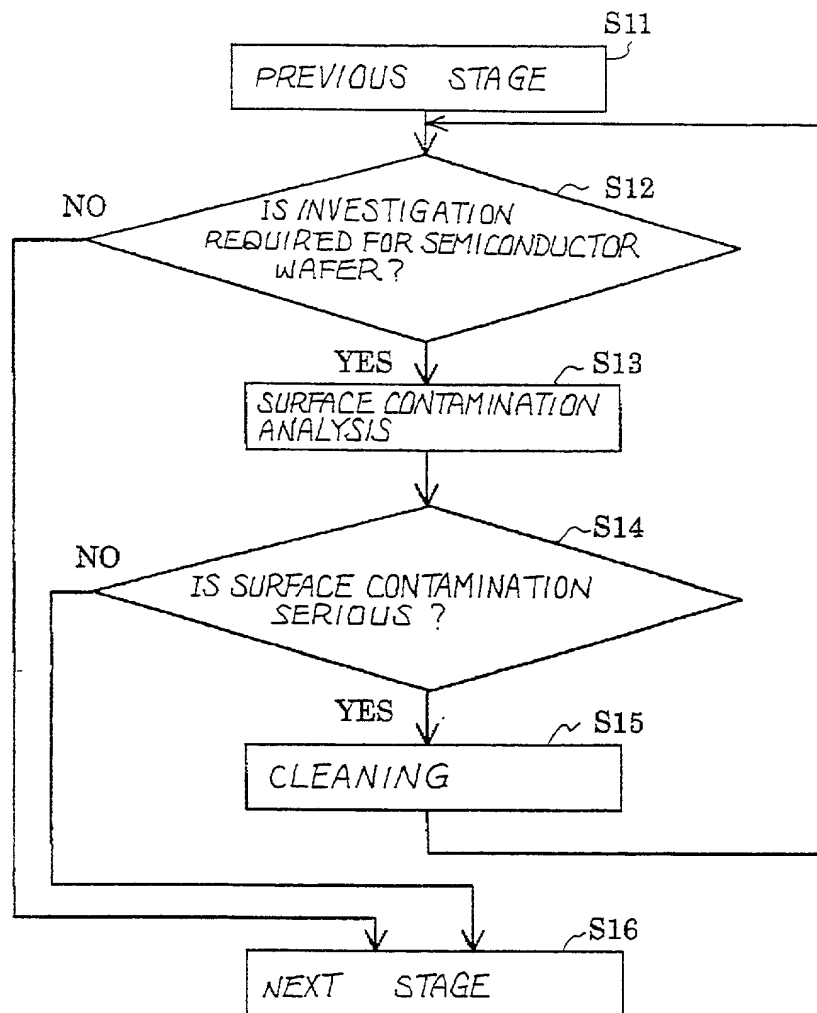 S11
PREVIOUS STAGE
S12
NO
IS INVESTIGATION
REQUIRED FOR SEMICONDUCTOR
WAFER?
YES
S13
SURFACE CONTAMINATION
ANALYSIS
S14
NO
IS SURFACE CONTAMINATION
SERIOUS ?
YES
S15
CLEANING
S16
NEXT STAGE